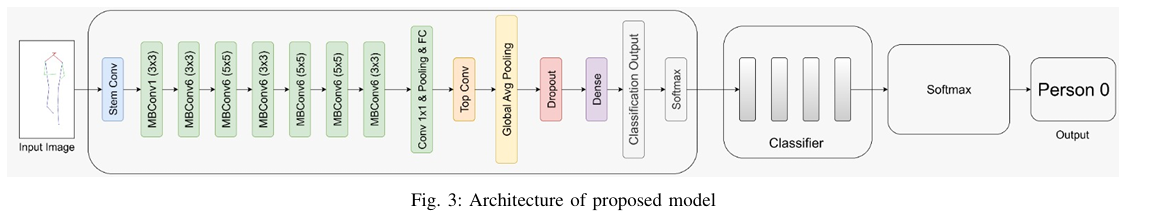 Input Image
Stem Conv
MBConv1 (3x3)
MBConv6 (3x3)
MBConv6 (5x5)
MBConv6 (3x3)
MBConv6 (5x5)
MBConv6 (5x5)
MBConv6 (3x3)
Conv 1x1 & Pooling & FC
Top Conv
Global Avg Pooling
Dropout
Dense
Classification Output
Softmax
Classifier
Softmax
Person 0
Output
Fig. 3: Architecture of proposed model